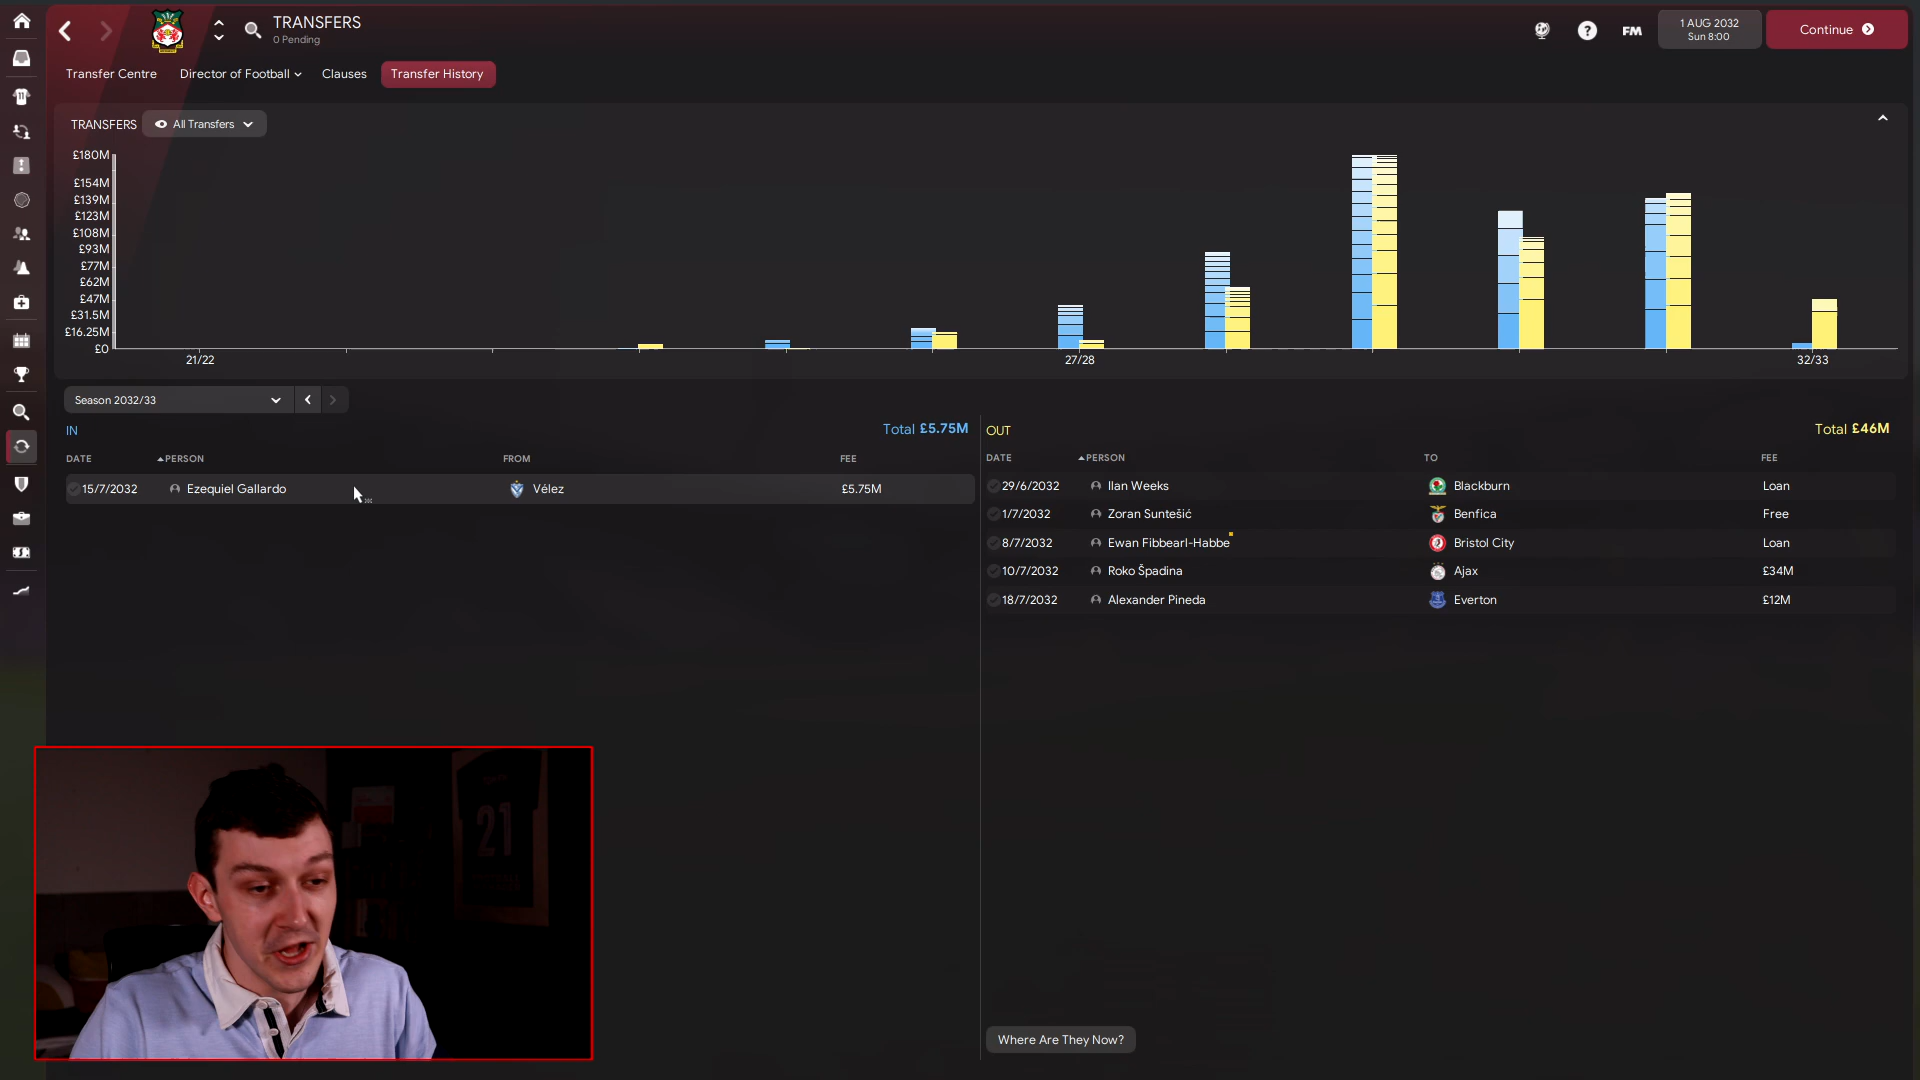 TRANSFERS
0 Pending
FM
1 AUG 2032
Sun 8:00
Continue
Transfer Centre
Director of Football
Clauses
Transfer History
TRANSFERS
All Transfers
£180M
£154M
£139M
£123M
£108M
£93M
£77M
£62M
£47M
£31.5M
£16.25M
£0
21/22
27/28
32/33
Season 2032/33
IN
Total £5.75M
DATE PERSON FROM FEE
15/7/2032 Ezequiel Gallardo Vélez £5.75M
OUT
Total £46M
DATE PERSON TO FEE
29/6/2032 Ilan Weeks Blackburn Loan
1/7/2032 Zoran Suntešić Benfica Free
8/7/2032 Ewan Fibbearl-Habbe Bristol City Loan
10/7/2032 Roko Špadina Ajax £34M
18/7/2032 Alexander Pineda Everton £12M
21
Where Are They Now?